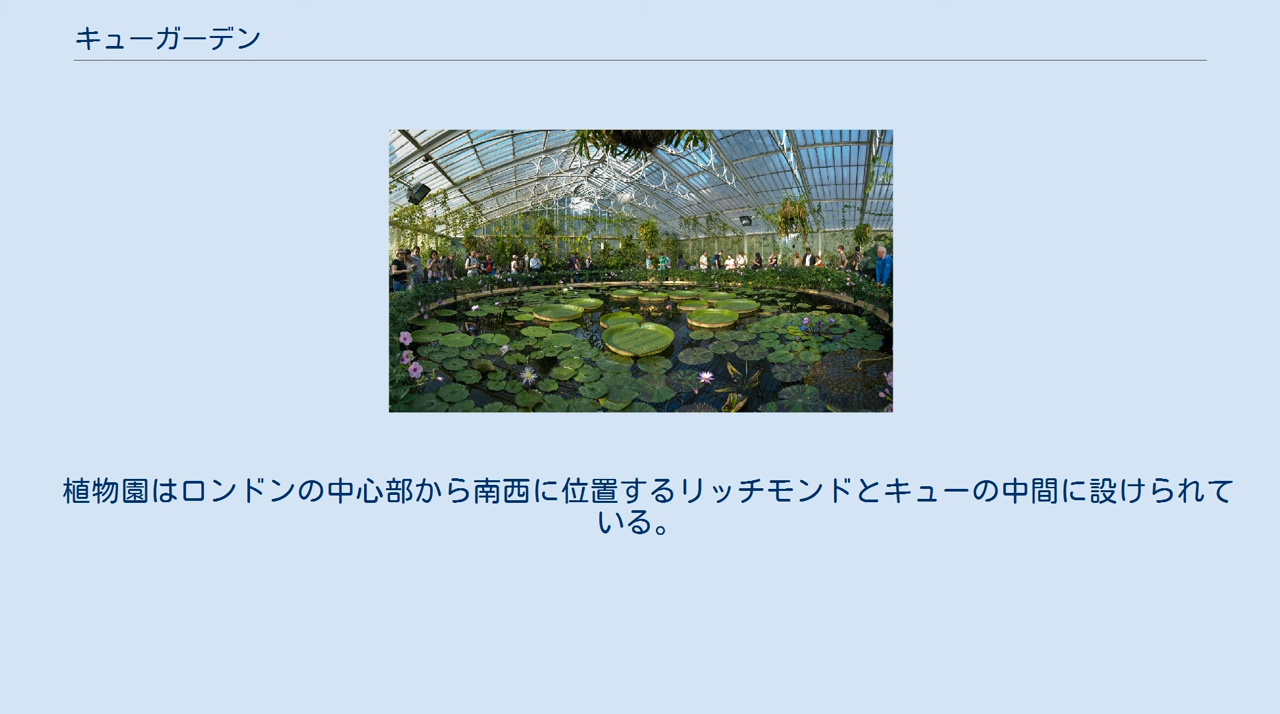 キューガーデン
植物園はロンドンの中心部から南西に位置するリッチモンドとキューの中間に設けられて
いる。